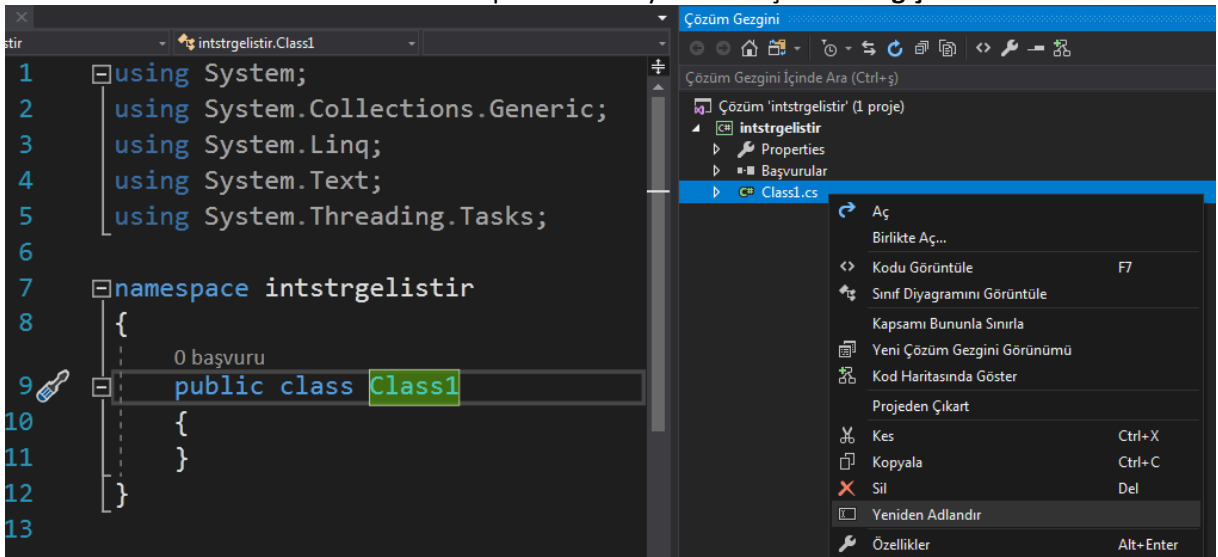 stir
intstrgelistir.Class1
1 using System;
2 using System.Collections.Generic;
3 using System.Linq;
4 using System.Text;
5 using System.Threading.Tasks;
6
7 namespace intstrgelistir
8 {
0 başvuru
9 public class Class1
10 {
11 }
12 }
13
Çözüm Gezgini
Çözüm Gezgini İçinde Ara (Ctrl+ş)
Çözüm 'intstrgelistir' (1 proje)
C# intstrgelistir
Properties
Başvurular
C# Class1.cs
Aç
Birlikte Aç...
Kodu Görüntüle F7
Sınıf Diyagramını Görüntüle
Kapsamı Bununla Sınırla
Yeni Çözüm Gezgini Görünümü
Kod Haritasında Göster
Projeden Çıkart
Kes Ctrl+X
Kopyala Ctrl+C
Sil Del
Yeniden Adlandır
Özellikler Alt+Enter